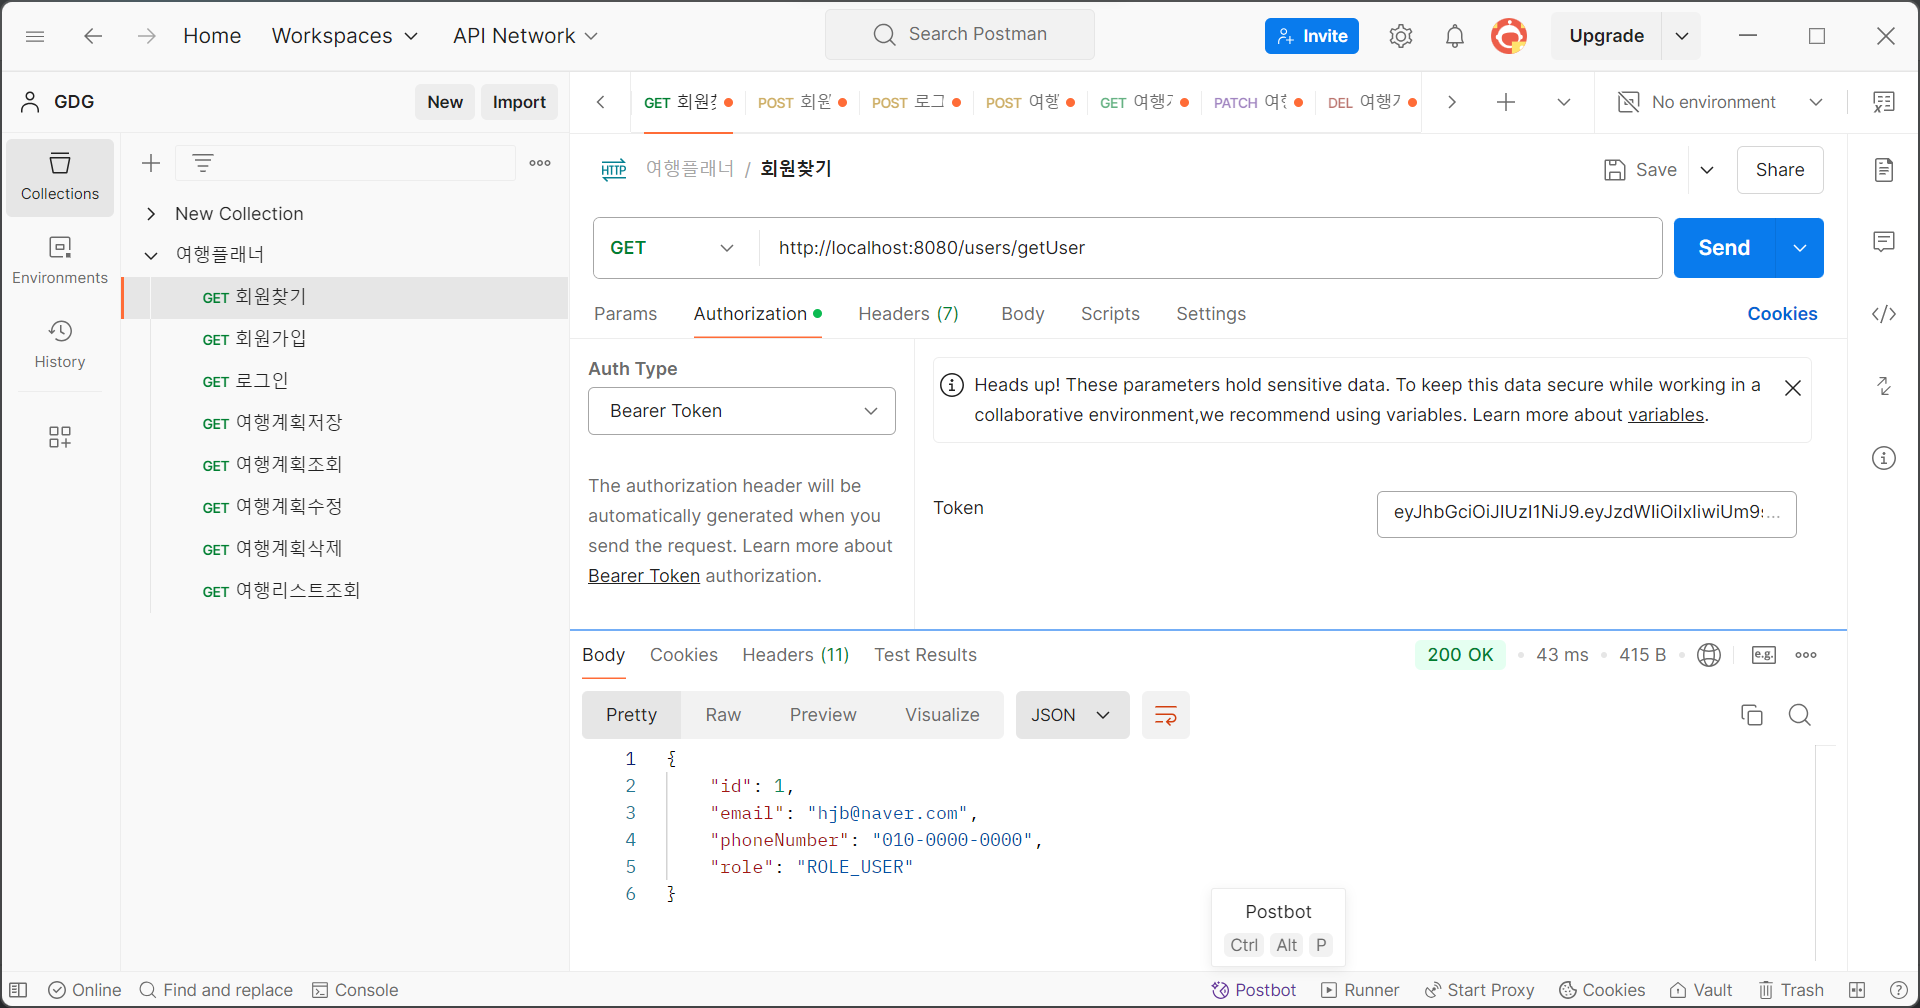 Home
Workspaces
API Network
Search Postman
Invite
Upgrade
GDG
New
Import
GET 회원찾
POST 회원
POST 로그
POST 여행
GET 여행
PATCH 여행
DEL 여행
No environment
Collections
Environments
History
New Collection
여행플래너
GET 회원찾기
GET 회원가입
GET 로그인
GET 여행계획저장
GET 여행계획조회
GET 여행계획수정
GET 여행계획삭제
GET 여행리스트조회
HTTP
여행플래너 / 회원찾기
Save
Share
GET
http://localhost:8080/users/getUser
Send
Params
Authorization
Headers (7)
Body
Scripts
Settings
Cookies
Auth Type
Bearer Token
The authorization header will be
automatically generated when you
send the request. Learn more about
Bearer Token authorization.
Heads up! These parameters hold sensitive data. To keep this data secure while working in a
collaborative environment,we recommend using variables. Learn more about variables.
Token
eyJhbGciOiJIUzI1NiJ9.eyJzdWIiOiIxIiwiUm9...
Body
Cookies
Headers (11)
Test Results
200 OK
43 ms
415 B
e.g.
Pretty
Raw
Preview
Visualize
JSON
1 {
2 "id": 1,
3 "email": "hjb@naver.com",
4 "phoneNumber": "010-0000-0000",
5 "role": "ROLE_USER"
6 }
Postbot
Ctrl Alt P
Online
Find and replace
Console
Postbot
Runner
Start Proxy
Cookies
Vault
Trash